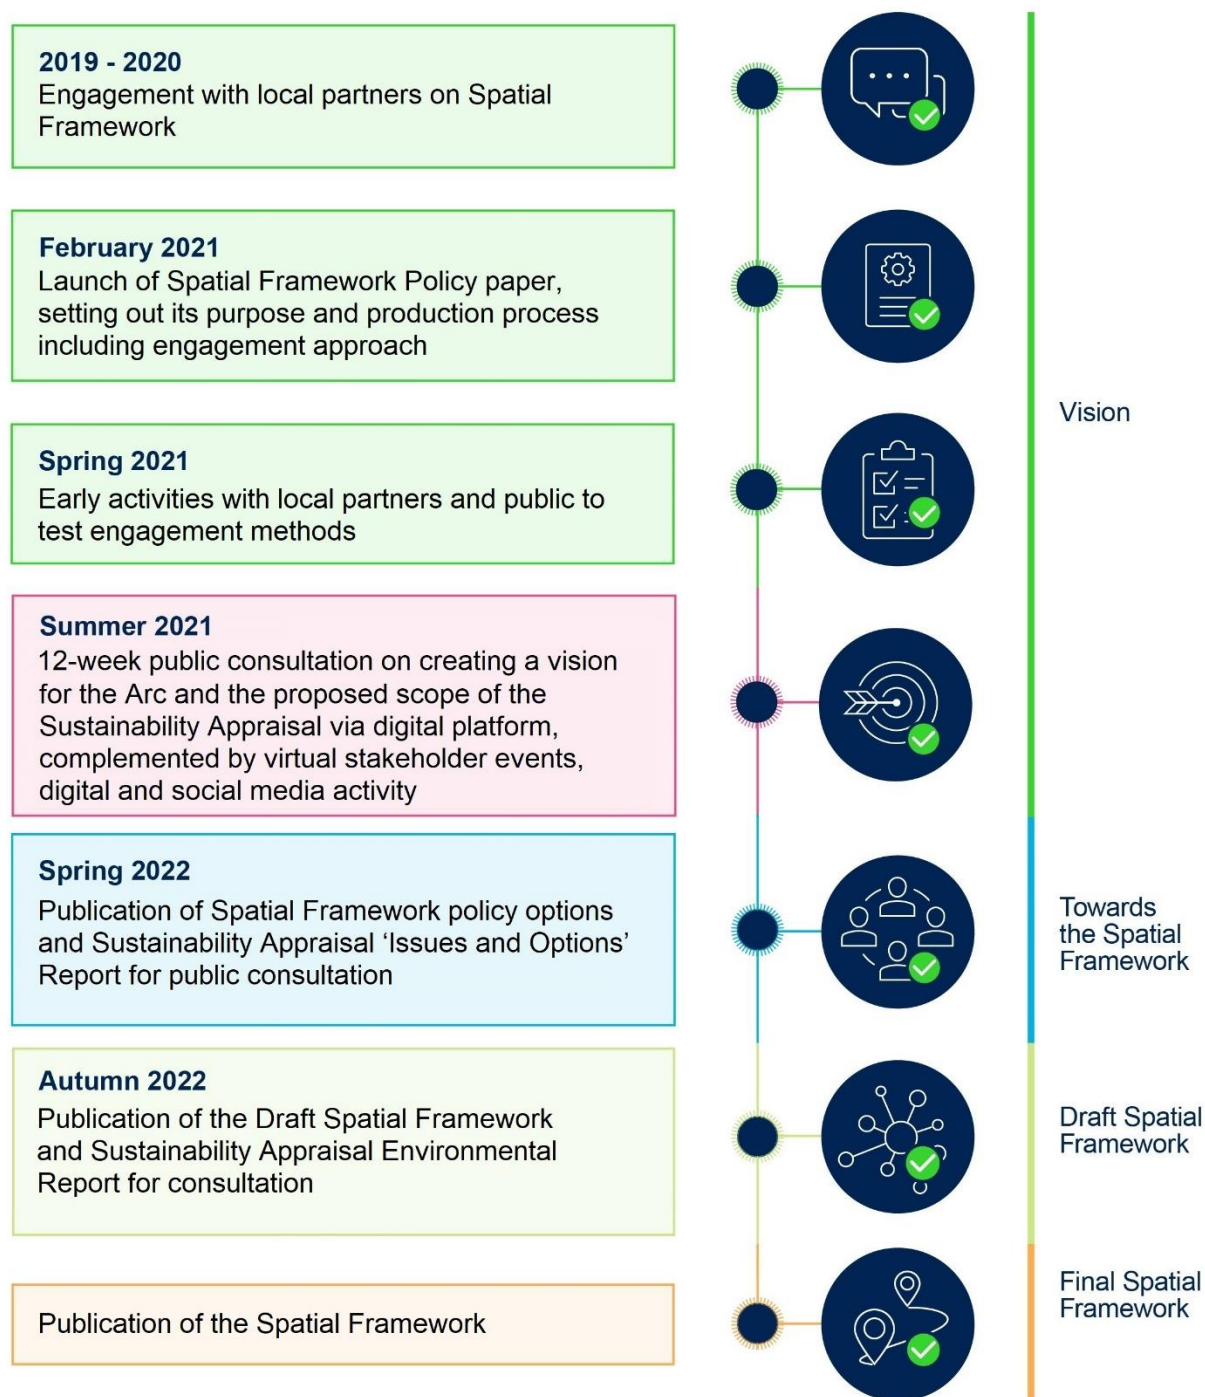 2019 - 2020
Engagement with local partners on Spatial
Framework
February 2021
Launch of Spatial Framework Policy paper,
setting out its purpose and production process
including engagement approach
Spring 2021
Early activities with local partners and public to
test engagement methods
Vision
Summer 2021
12-week public consultation on creating a vision
for the Arc and the proposed scope of the
Sustainability Appraisal via digital platform,
complemented by virtual stakeholder events,
digital and social media activity
Spring 2022
Publication of Spatial Framework policy options
and Sustainability Appraisal ‘Issues and Options’
Report for public consultation
Towards
the Spatial
Framework
Autumn 2022
Publication of the Draft Spatial Framework
and Sustainability Appraisal Environmental
Report for consultation
Draft Spatial
Framework
Publication of the Spatial Framework
Final Spatial
Framework